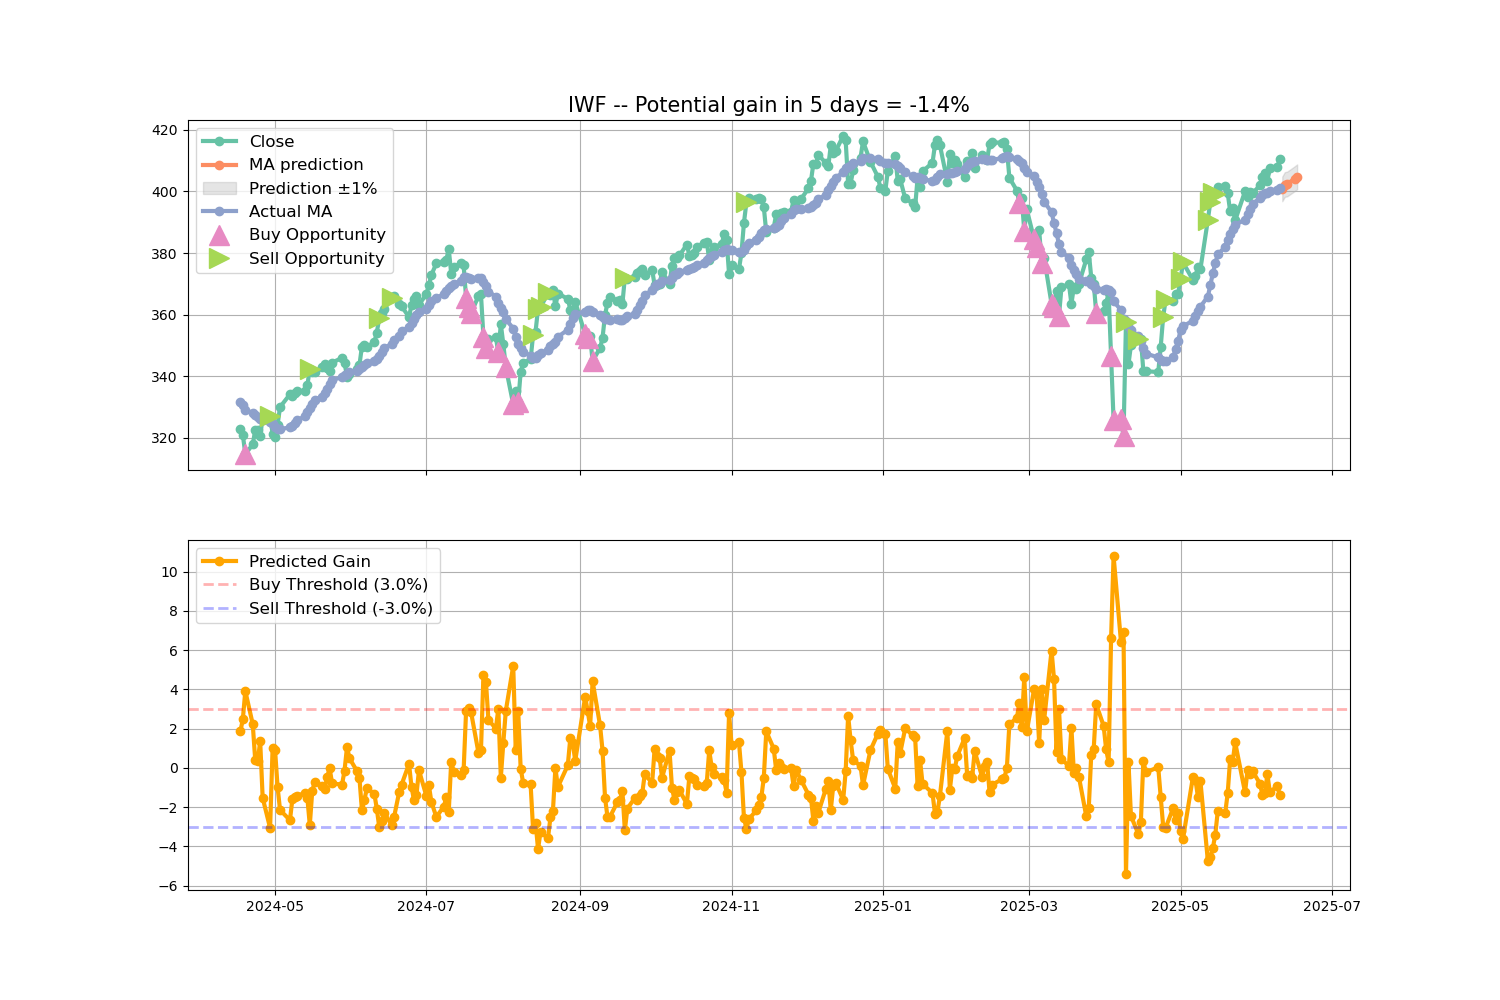 IWF -- Potential gain in 5 days = -1.4%
420
400
380
360
340
320
Close
MA prediction
Prediction ±1%
Actual MA
Buy Opportunity
Sell Opportunity
10
8
6
4
2
0
−2
−4
−6
Predicted Gain
Buy Threshold (3.0%)
Sell Threshold (-3.0%)
2024-05
2024-07
2024-09
2024-11
2025-01
2025-03
2025-05
2025-07